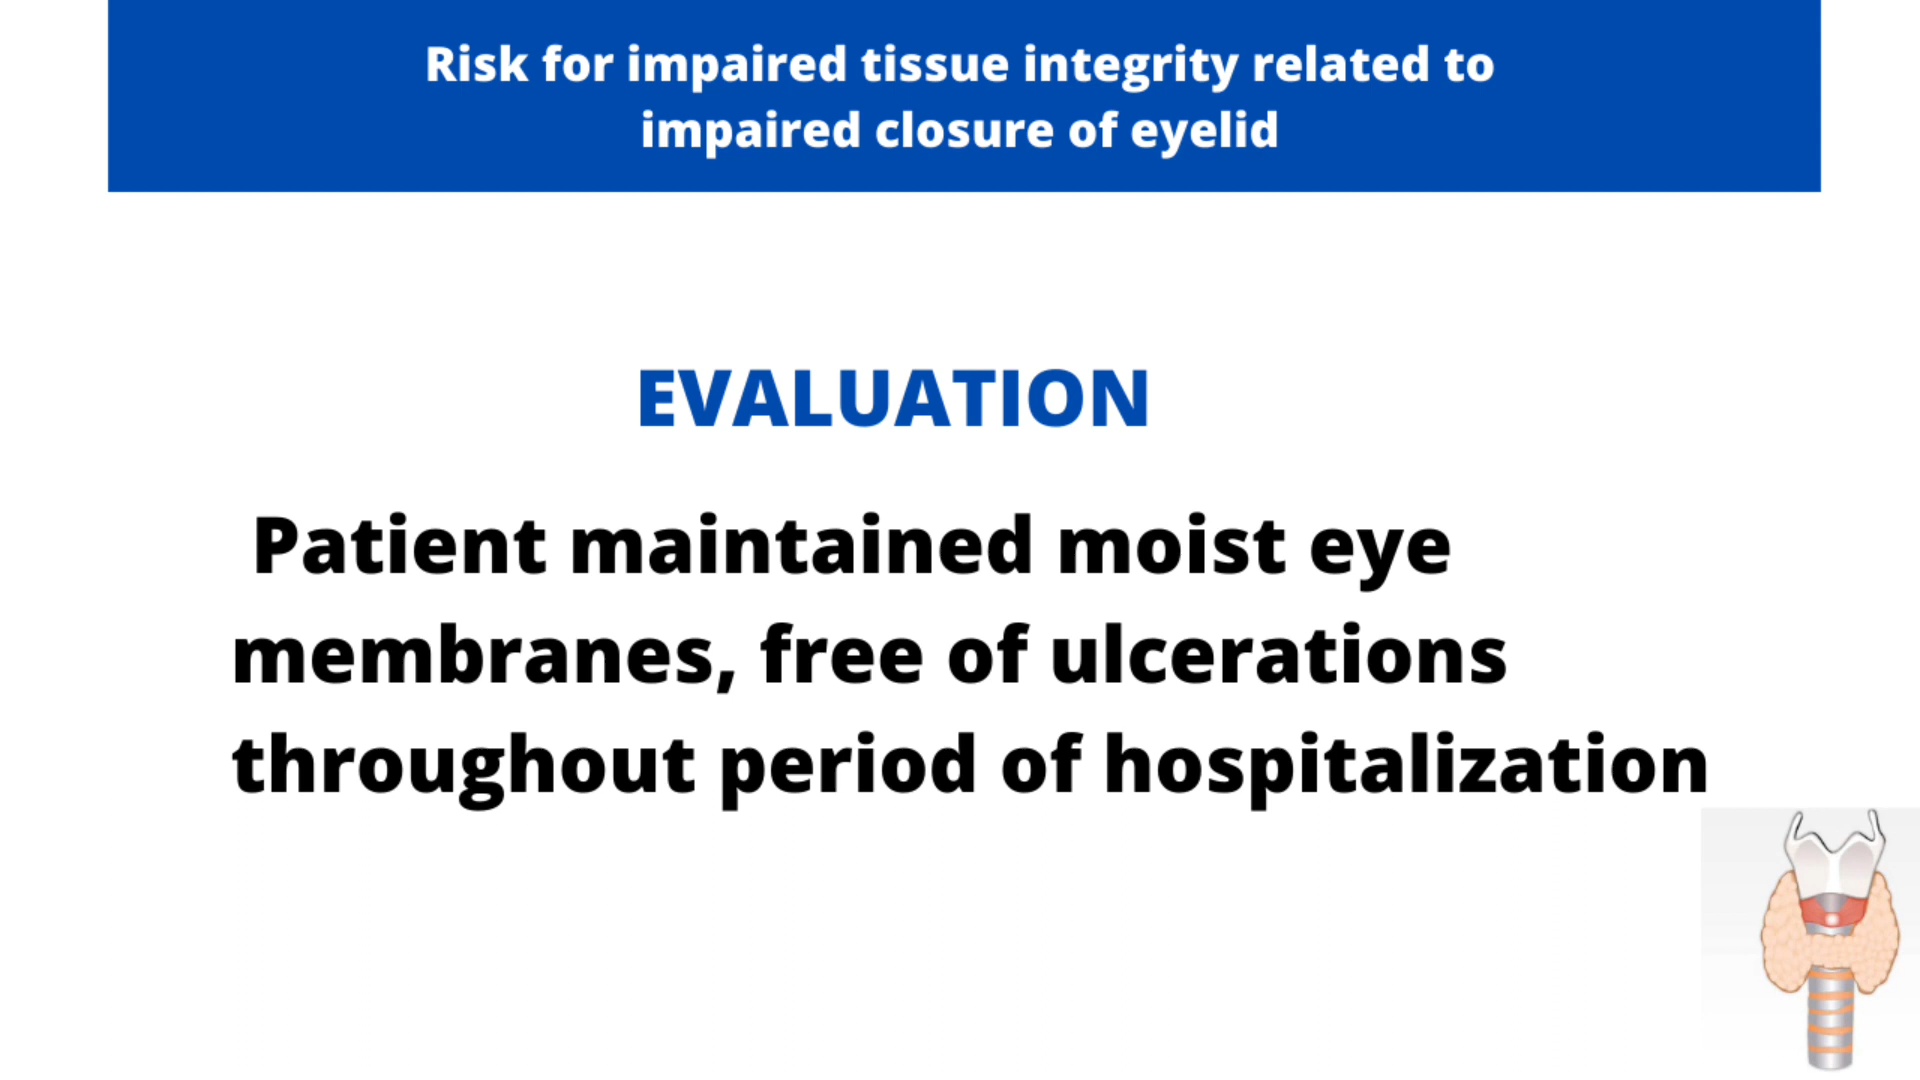 Risk for impaired tissue integrity related to
impaired closure of eyelid
EVALUATION
Patient maintained moist eye
membranes, free of ulcerations
throughout period of hospitalization